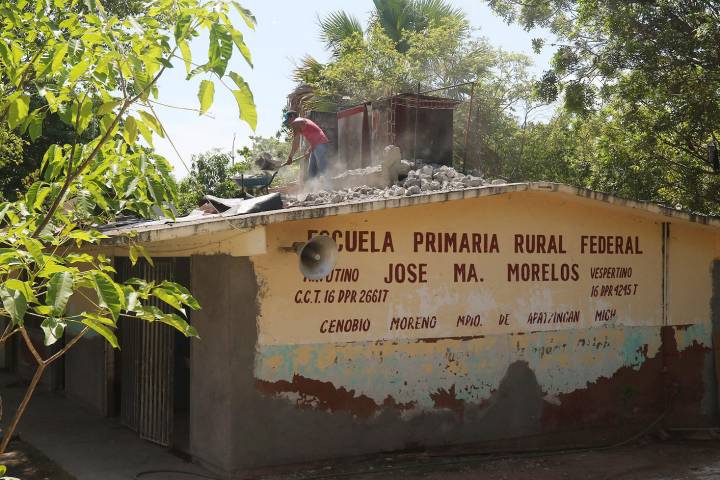 ESCUELA PRIMARIA RURAL FEDERAL
MATUTINO JOSE MA. MORELOS VESPERTINO
C.C.T. 16 DPR 2661T 16 DPR 4245 T
CENOBIO MORENO MPIO. DE APATZINGAN MICH